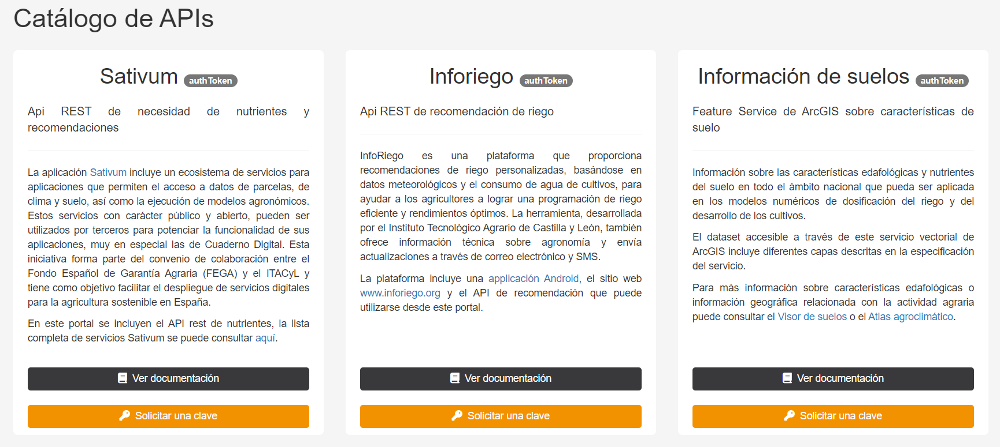 Catálogo de APIs
Sativum authToken
Api REST de necesidad de nutrientes y
recomendaciones
La aplicación Sativum incluye un ecosistema de servicios para
aplicaciones que permiten el acceso a datos de parcelas, de
clima y suelo, así como la ejecución de modelos agronómicos.
Estos servicios con carácter público y abierto, pueden ser
utilizados por terceros para potenciar la funcionalidad de sus
aplicaciones, muy en especial las de Cuaderno Digital. Esta
iniciativa forma parte del convenio de colaboración entre el
Fondo Español de Garantía Agraria (FEGA) y el ITACyL y
tiene como objetivo facilitar el despliegue de servicios digitales
para la agricultura sostenible en España.
En este portal se incluyen el API rest de nutrientes, la lista
completa de servicios Sativum se puede consultar aquí.
Ver documentación
Solicitar una clave
Inforiego authToken
Api REST de recomendación de riego
InfoRiego es una plataforma que proporciona
recomendaciones de riego personalizadas, basándose en
datos meteorológicos y el consumo de agua de cultivos, para
ayudar a los agricultores a lograr una programación de riego
eficiente y rendimientos óptimos. La herramienta, desarrollada
por el Instituto Tecnológico Agrario de Castilla y León, también
ofrece información técnica sobre agronomía y envía
actualizaciones a través de correo electrónico y SMS.
La plataforma incluye una aplicación Android, el sitio web
www.inforiego.org y el API de recomendación que puede
utilizarse desde este portal.
Ver documentación
Solicitar una clave
Información de suelos authToken
Feature Service de ArcGIS sobre características de
suelo
Información sobre las características edafológicas y nutrientes
del suelo en todo el ámbito nacional que pueda ser aplicada
en los modelos numéricos de dosificación del riego y del
desarrollo de los cultivos.
El dataset accesible a través de este servicio vectorial de
ArcGIS incluye diferentes capas descritas en la especificación
del servicio.
Para más información sobre características edafológicas o
información geográfica relacionada con la actividad agraria
puede consultar el Visor de suelos o el Atlas agroclimático.
Ver documentación
Solicitar una clave